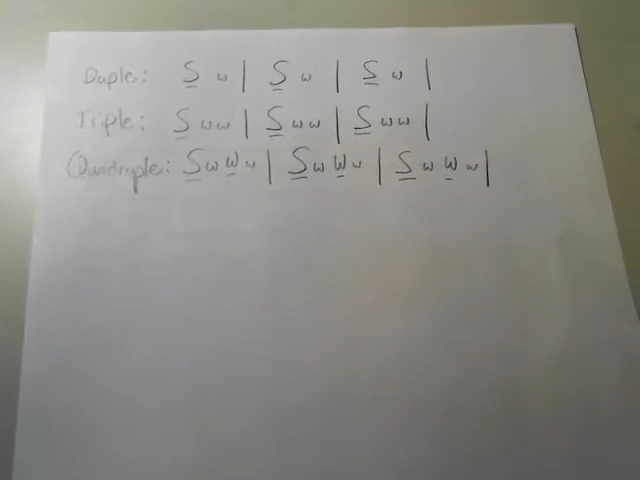 Duple: S w | S w | S w |
Triple: S w w | S w w | S w w |
Quadruple: S w W w | S w W w | S w W w |